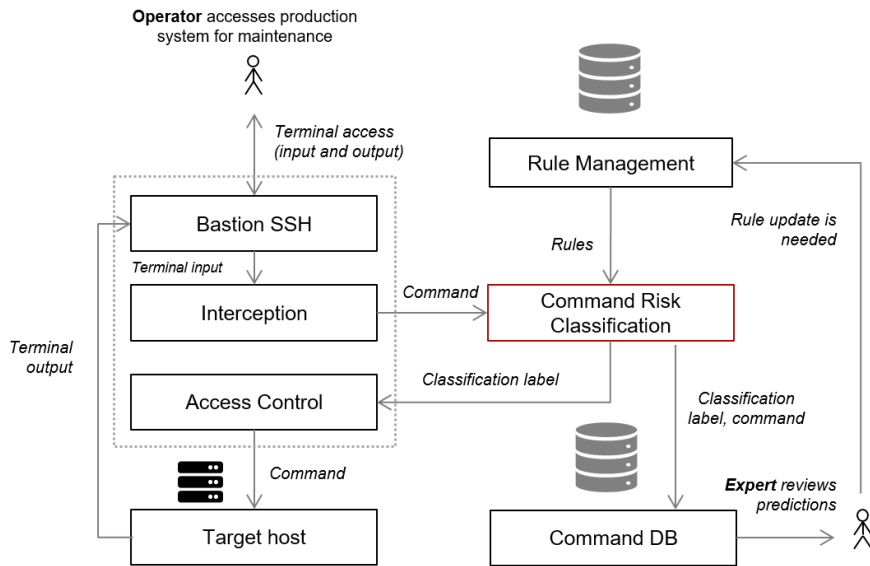 Operator accesses production
system for maintenance
Terminal access
(input and output)
Bastion SSH
Terminal input
Interception
Command
Terminal
output
Access Control
Classification label
Command
Target host
Rule Management
Rules
Rule update is
needed
Command Risk
Classification
Classification
label, command
Expert reviews
predictions
Command DB